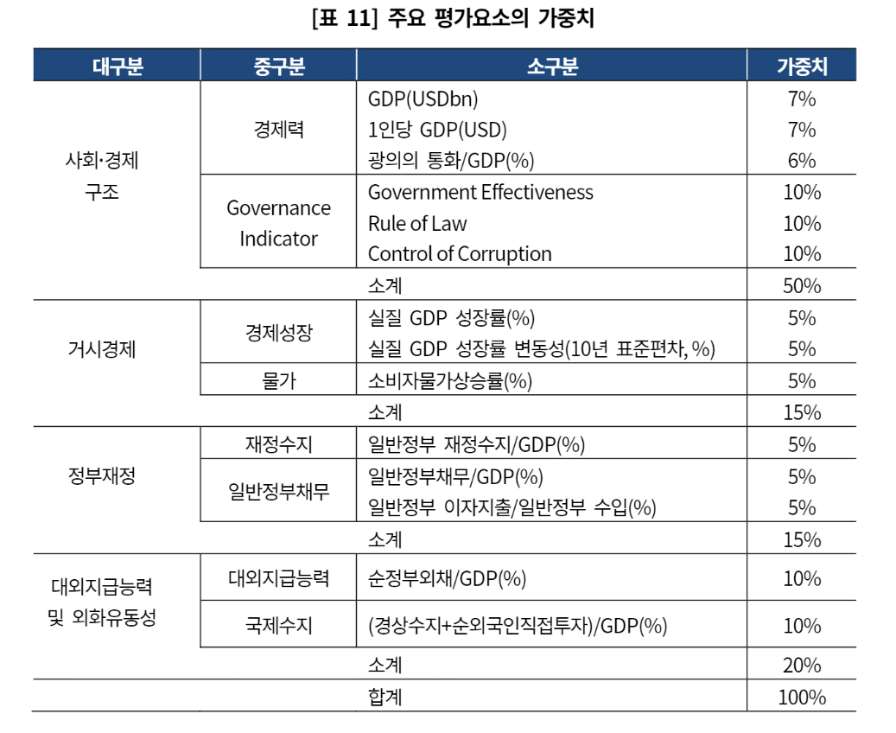 [표 11] 주요 평가요소의 가중치
대구분 중구분 소구분 가중치
사회·경제 구조 경제력 GDP(USDbn) 7%
1인당 GDP(USD) 7%
광의의 통화/GDP(%) 6%
Governance Indicator Government Effectiveness 10%
Rule of Law 10%
Control of Corruption 10%
소계 50%
거시경제 경제성장 실질 GDP 성장률(%) 5%
실질 GDP 성장률 변동성(10년 표준편차, %) 5%
물가 소비자물가상승률(%) 5%
소계 15%
정부재정 재정수지 일반정부 재정수지/GDP(%) 5%
일반정부채무 일반정부채무/GDP(%) 5%
일반정부 이자지출/일반정부 수입(%) 5%
소계 15%
대외지급능력 및 외화유동성 대외지급능력 순정부외채/GDP(%) 10%
국제수지 (경상수지+순외국인직접투자)/GDP(%) 10%
소계 20%
합계 100%